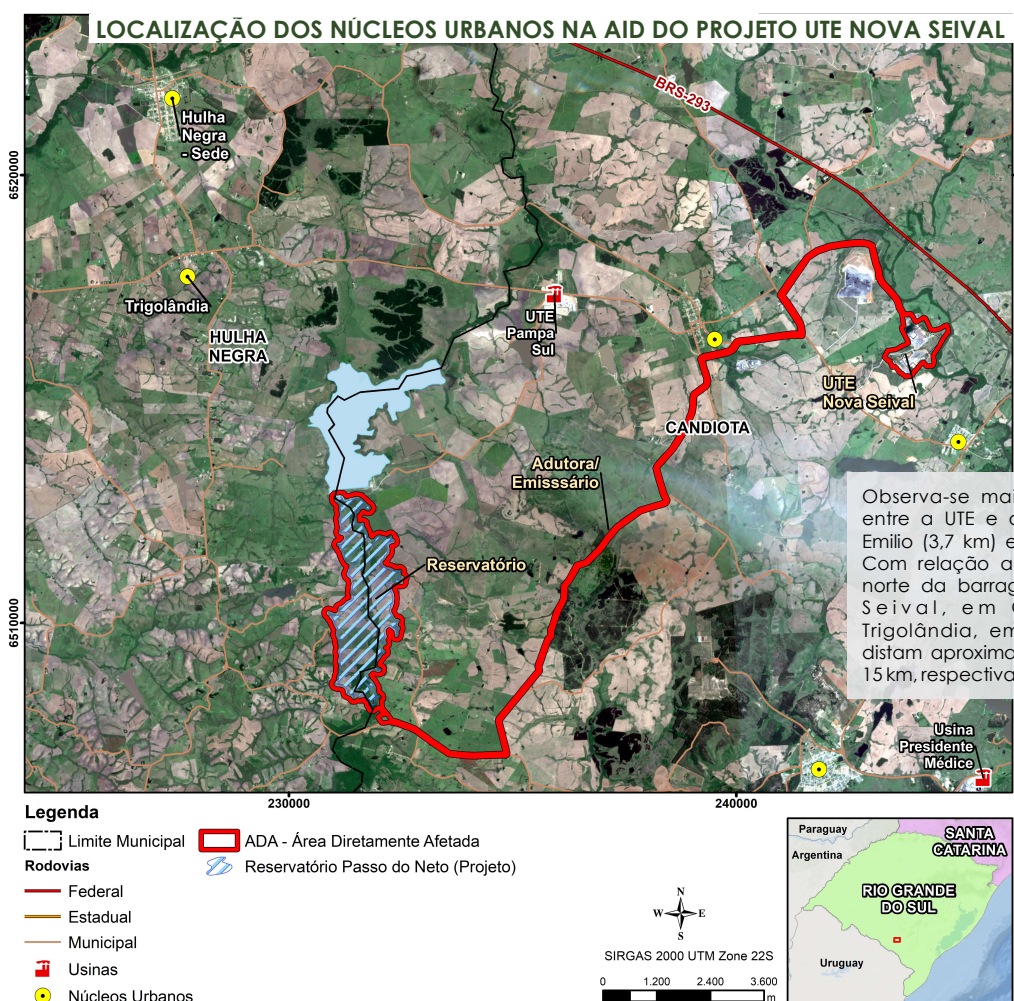 LOCALIZAÇÃO DOS NÚCLEOS URBANOS NA AID DO PROJETO UTE NOVA SEIVAL
BRS-293
Hulha
Negra
- Sede
6520000
Trigolândia
HULHA
NEGRA
UTE
Pampa
Sul
UTE
Nova Seival
CANDIOTA
Adutora/
Emisssário
Reservatório
6510000
Observa-se mai
entre a UTE e
Emilio (3,7 km) e
Com relação a
norte da barrag
Seival, em
Trigolândia, em
distam aproxima
15km, respectiva
Usina
Presidente
Médice
230000
240000
Legenda
Limite Municipal
ADA - Área Diretamente Afetada
Rodovias
Reservatório Passo do Neto (Projeto)
Federal
Estadual
Municipal
Usinas
Núcleos Urbanos
N
W
E
S
SIRGAS 2000 UTM Zone 22S
0 1.200 2.400 3.600
m
Paraguay
Argentina
SANTA
CATARINA
RIO GRANDE
DO SUL
Uruguay